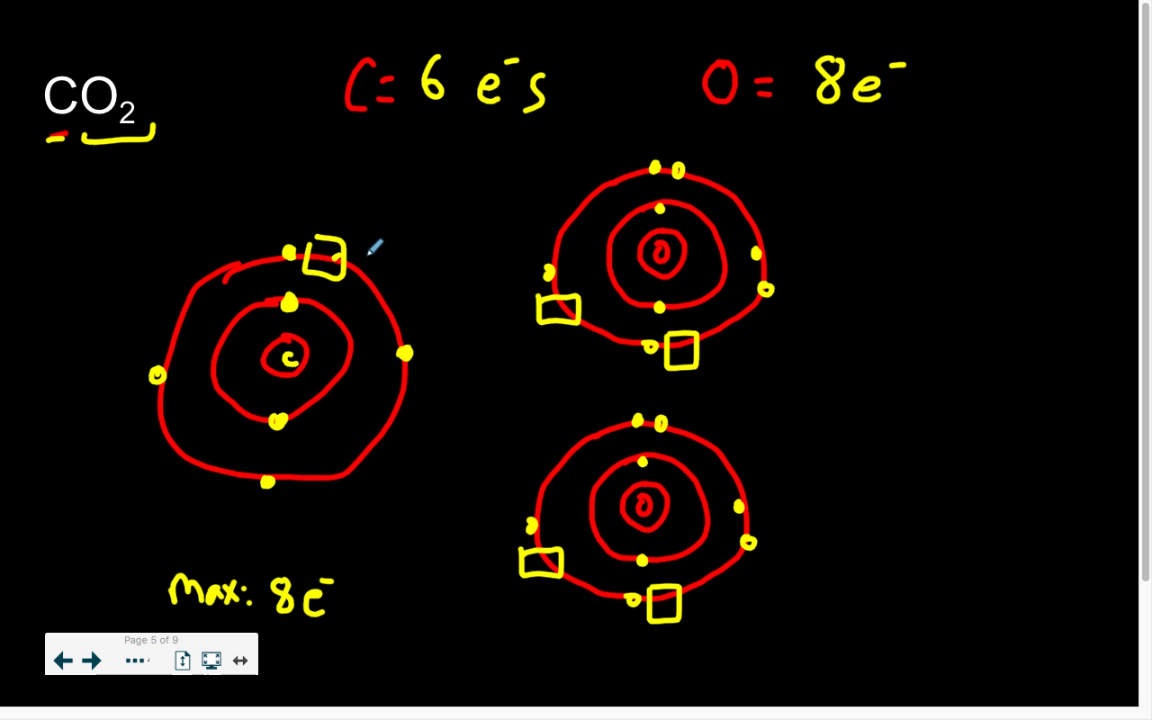 CO₂
C = 6 e⁻s
O = 8e⁻
O
C
O
Max: 8e⁻
Page 5 of 9